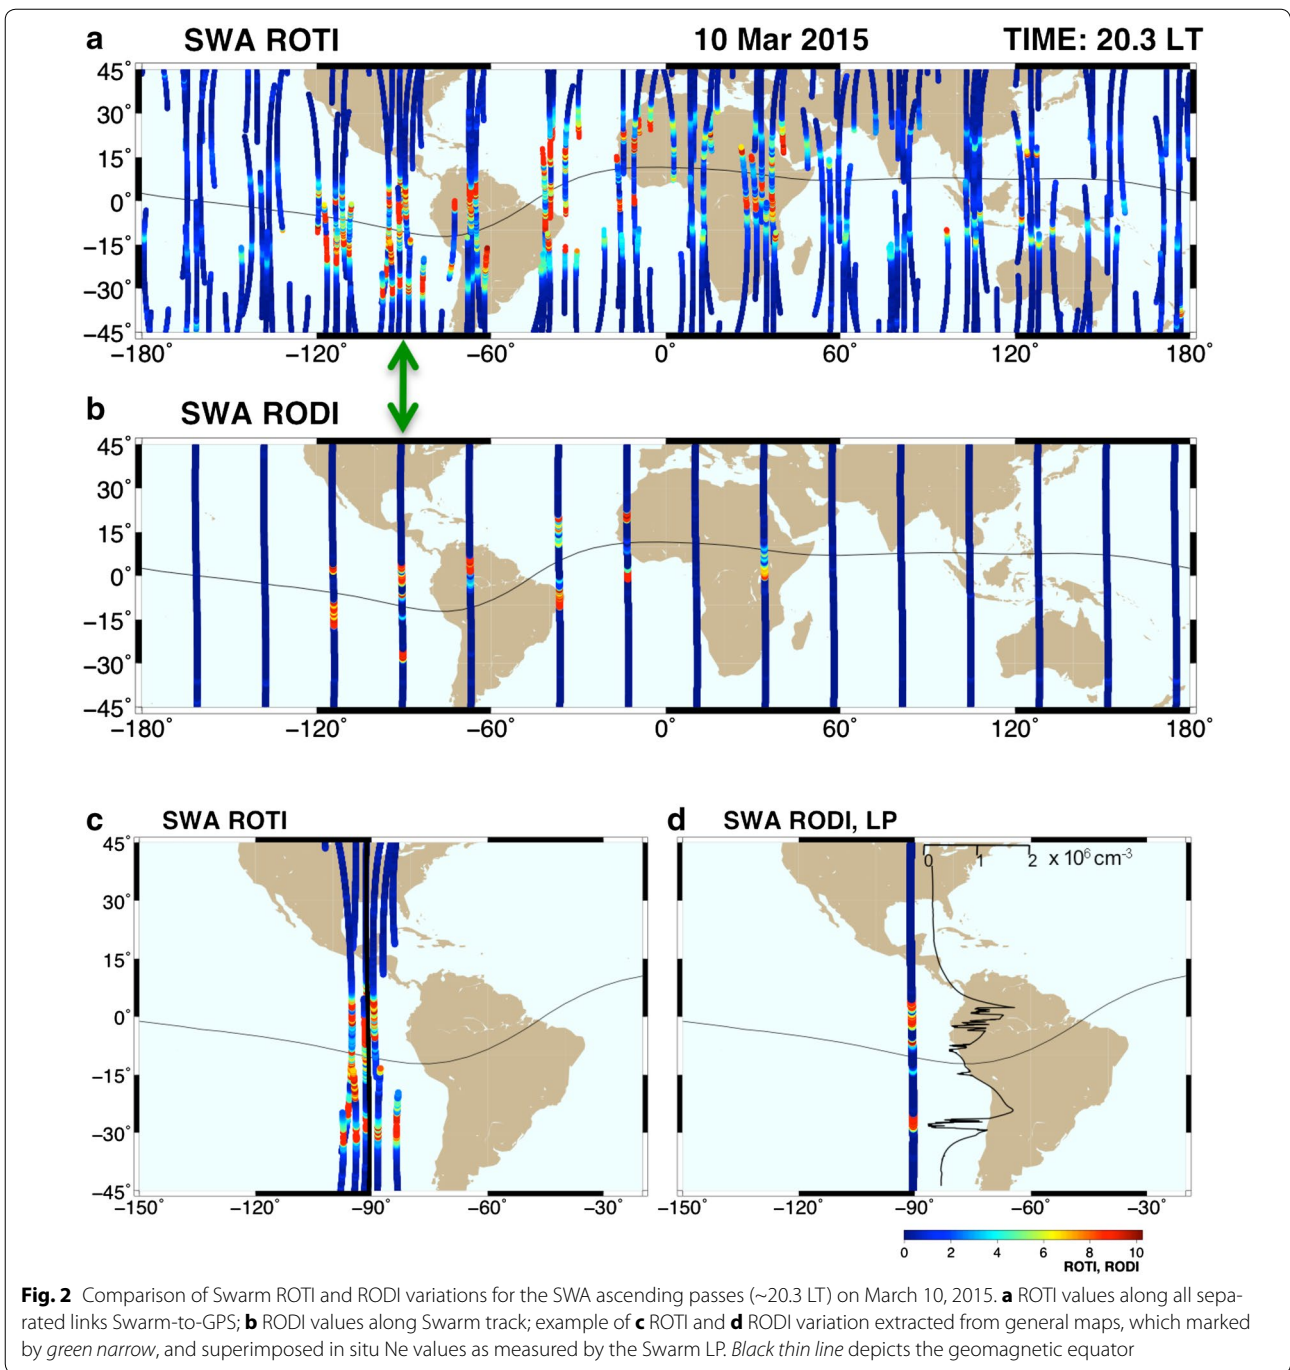 a SWA ROTI 10 Mar 2015 TIME: 20.3 LT
45°
30°
15°
0°
−15°
−30°
−45°
−180° −120° −60° 0° 60° 120° 180°
b SWA RODI
45°
30°
15°
0°
−15°
−30°
−45°
−180° −120° −60° 0° 60° 120° 180°
c SWA ROTI
45°
30°
15°
0°
−15°
−30°
−45°
−150° −120° −90° −60° −30°
d SWA RODI, LP
0 1 2 x 10⁶ cm⁻³
45°
30°
15°
0°
−15°
−30°
−45°
−150° −120° −90° −60° −30°
0 2 4 6 8 10
ROTI, RODI
Fig. 2 Comparison of Swarm ROTI and RODI variations for the SWA ascending passes (~20.3 LT) on March 10, 2015. a ROTI values along all sepa-
rated links Swarm-to-GPS; b RODI values along Swarm track; example of c ROTI and d RODI variation extracted from general maps, which marked
by green narrow, and superimposed in situ Ne values as measured by the Swarm LP. Black thin line depicts the geomagnetic equator